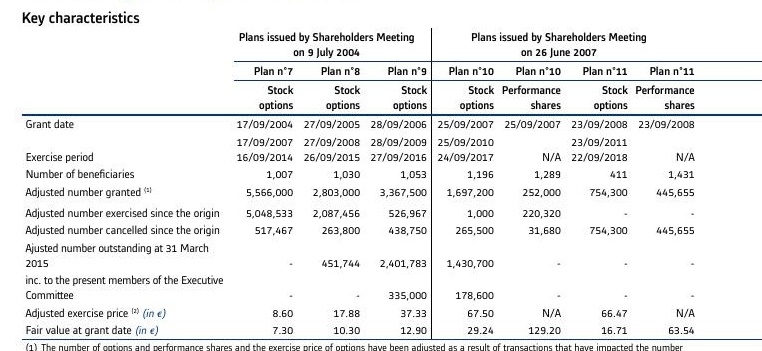 Key characteristics
Plans issued by Shareholders Meeting Plans issued by Shareholders Meeting
on 9 July 2004 on 26 June 2007
Plan n°7 Plan n°8 Plan n°9 Plan n°10 Plan n°10 Plan n°11 Plan n°11
Stock Stock Stock Stock Performance Stock Performance
options options options options shares options shares
Grant date 17/09/2004 27/09/2005 28/09/2006 25/09/2007 25/09/2007 23/09/2008 23/09/2008
17/09/2007 27/09/2008 28/09/2009 25/09/2010 23/09/2011
Exercise period 16/09/2014 26/09/2015 27/09/2016 24/09/2017 N/A 22/09/2018 N/A
Number of beneficiaries 1,007 1,030 1,053 1,196 1,289 411 1,431
Adjusted number granted (1) 5,566,000 2,803,000 3,367,500 1,697,200 252,000 754,300 445,655
Adjusted number exercised since the origin 5,048,533 2,087,456 526,967 1,000 220,320 - -
Adjusted number cancelled since the origin 517,467 263,800 438,750 265,500 31,680 754,300 445,655
Ajusted number outstanding at 31 March
2015 - 451,744 2,401,783 1,430,700 - - -
inc. to the present members of the Executive
Committee - - 335,000 178,600 - - -
Adjusted exercise price (2) (in €) 8.60 17.88 37.33 67.50 N/A 66.47 N/A
Fair value at grant date (in €) 7.30 10.30 12.90 29.24 129.20 16.71 63.54
(1) The number of options and performance shares and the exercise price of options have been adjusted as a result of transactions that have impacted the number